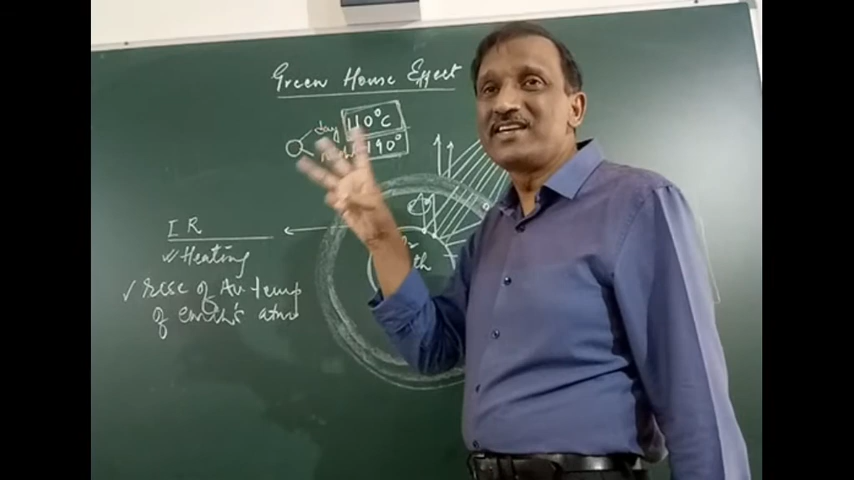 Green House Effect
day 110°C
190°
IR
✓ Heating
✓ rise of Av. temp
of earth's atm